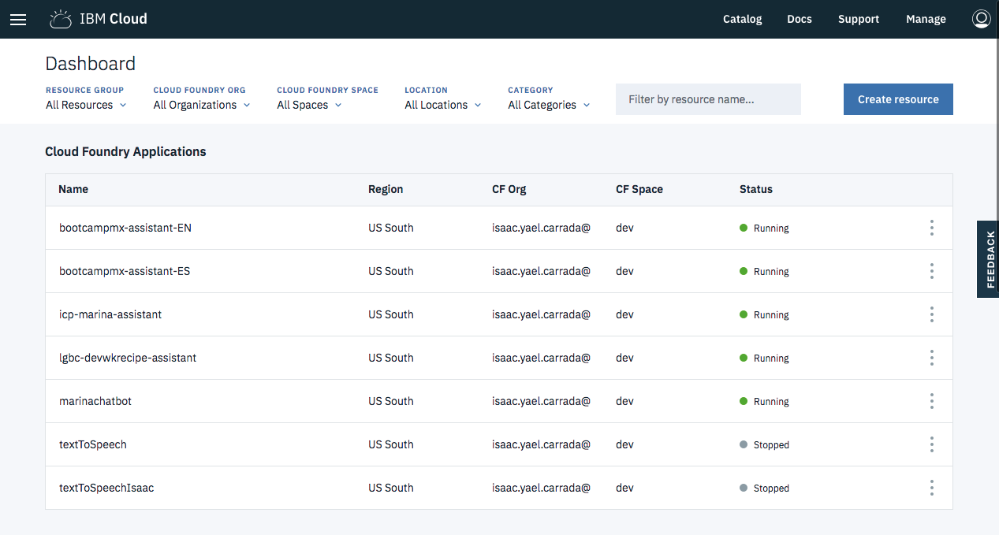 IBM Cloud Catalog Docs Support Manage
Dashboard
RESOURCE GROUP CLOUD FOUNDRY ORG CLOUD FOUNDRY SPACE LOCATION CATEGORY
All Resources All Organizations All Spaces All Locations All Categories Filter by resource name... Create resource
Cloud Foundry Applications
Name Region CF Org CF Space Status
bootcampmx-assistant-EN US South isaac.yael.carrada@ dev Running
bootcampmx-assistant-ES US South isaac.yael.carrada@ dev Running
icp-marina-assistant US South isaac.yael.carrada@ dev Running
lgbc-devwkrecipe-assistant US South isaac.yael.carrada@ dev Running
marinachatbot US South isaac.yael.carrada@ dev Running
textToSpeech US South isaac.yael.carrada@ dev Stopped
textToSpeechIsaac US South isaac.yael.carrada@ dev Stopped
FEEDBACK